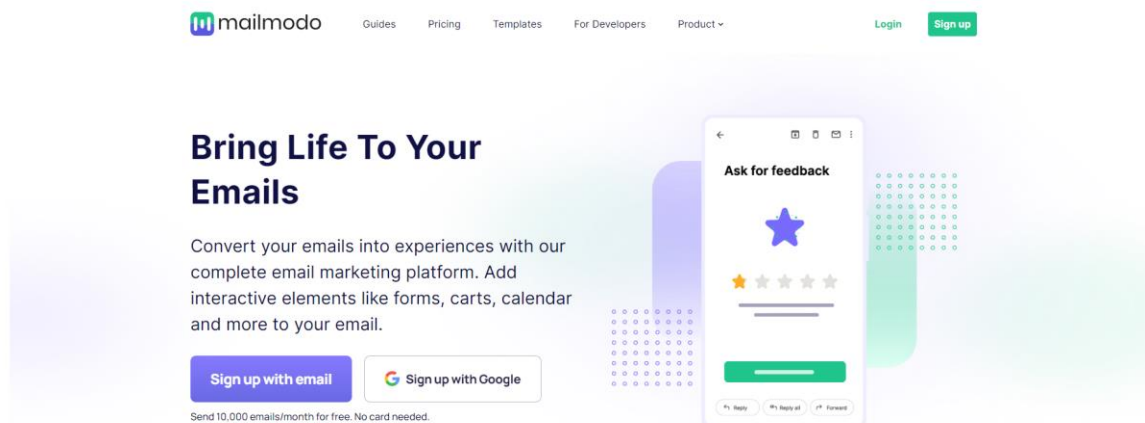 mailmodo
Guides Pricing Templates For Developers Product
Login Sign up
Bring Life To Your
Emails
Convert your emails into experiences with our
complete email marketing platform. Add
interactive elements like forms, carts, calendar
and more to your email.
Sign up with email
Sign up with Google
Send 10,000 emails/month for free. No card needed.
Ask for feedback
Reply Reply all Forward